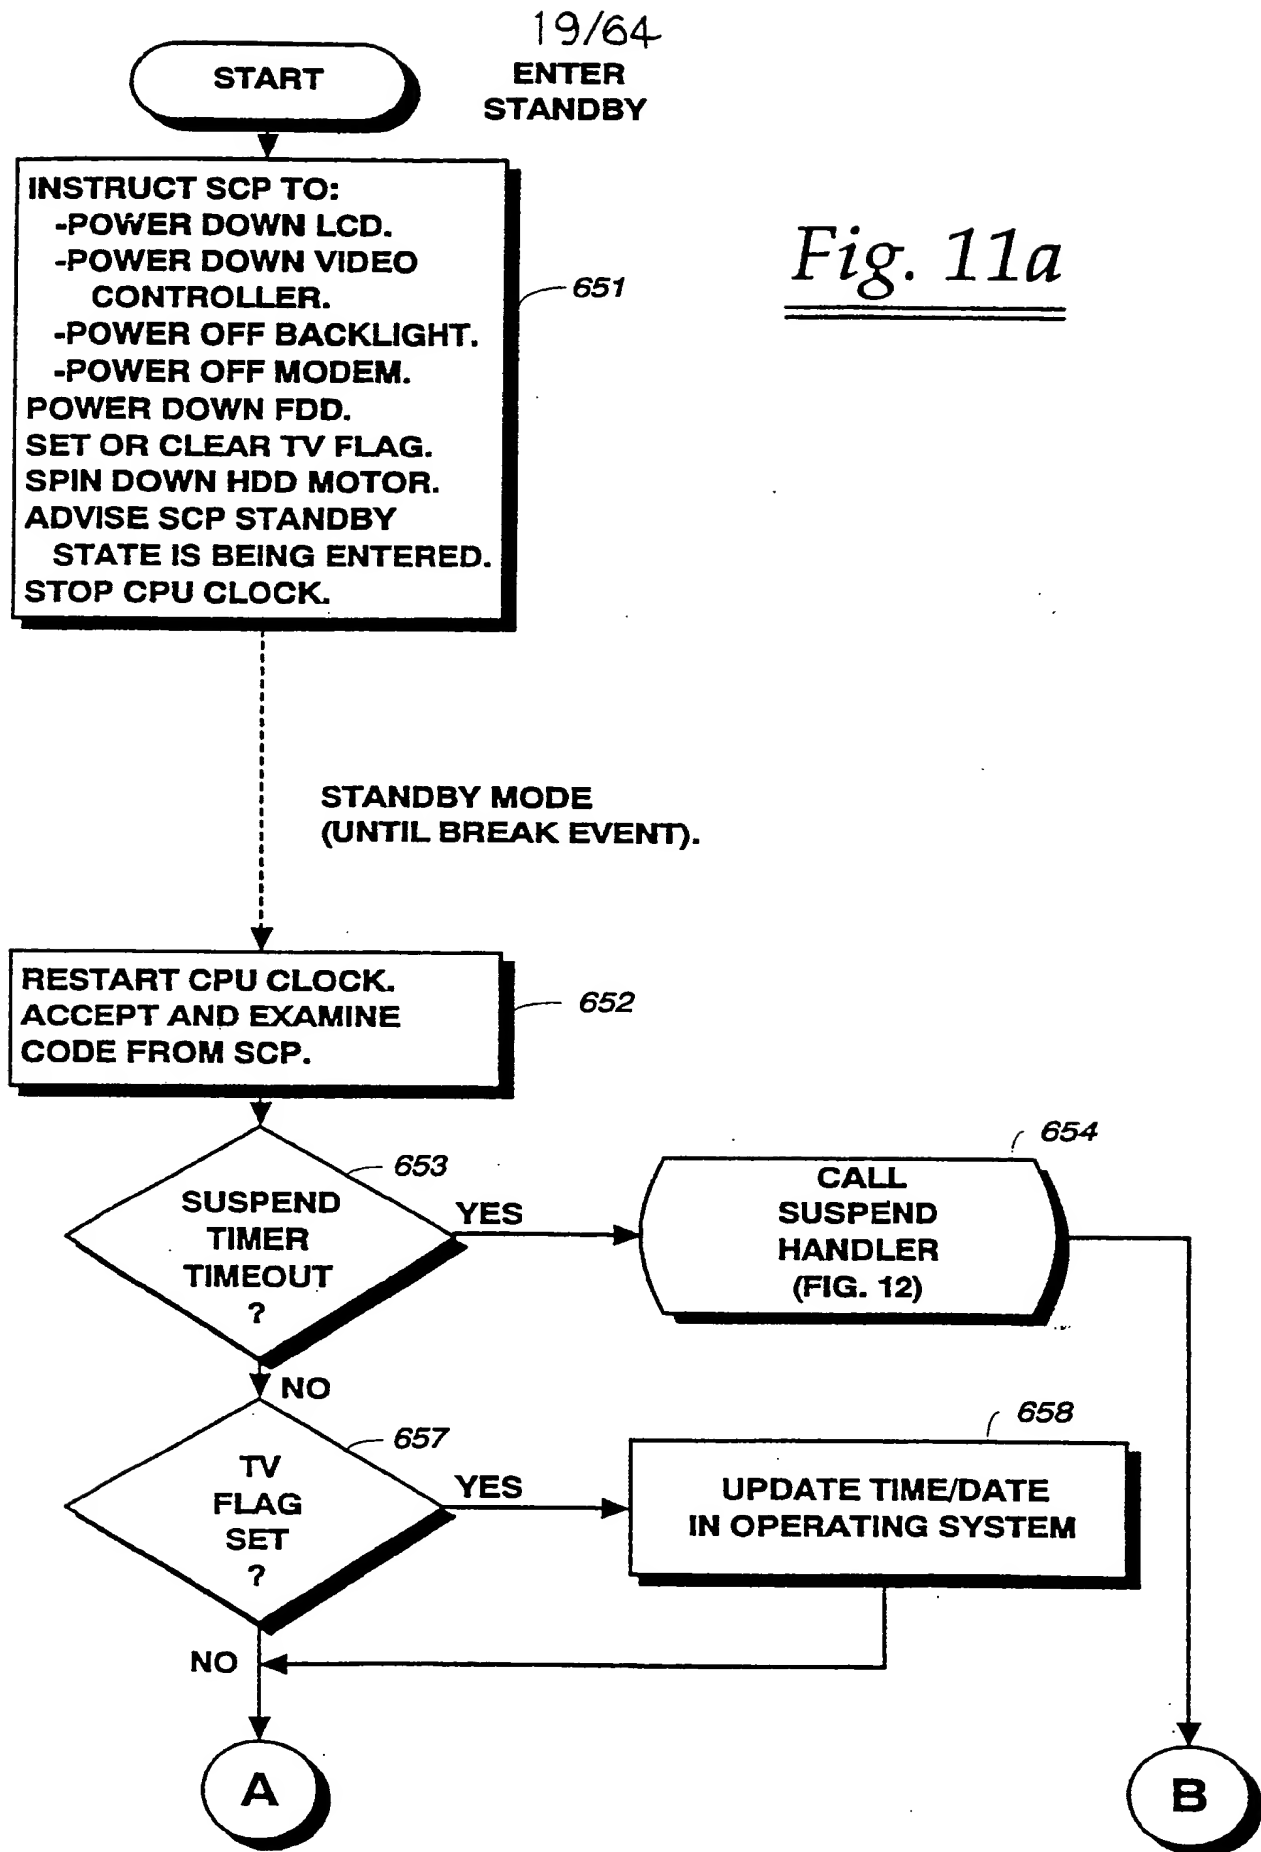 19/64
START
ENTER
STANDBY
INSTRUCT SCP TO:
-POWER DOWN LCD.
-POWER DOWN VIDEO
CONTROLLER.
-POWER OFF BACKLIGHT.
-POWER OFF MODEM.
POWER DOWN FDD.
SET OR CLEAR TV FLAG.
SPIN DOWN HDD MOTOR.
ADVISE SCP STANDBY
STATE IS BEING ENTERED.
STOP CPU CLOCK.
651
Fig. 11a
STANDBY MODE
(UNTIL BREAK EVENT).
RESTART CPU CLOCK.
ACCEPT AND EXAMINE
CODE FROM SCP.
652
SUSPEND
TIMER
TIMEOUT
?
653
YES
CALL
SUSPEND
HANDLER
(FIG. 12)
654
NO
TV
FLAG
SET
?
657
YES
UPDATE TIME/DATE
IN OPERATING SYSTEM
658
NO
A
B